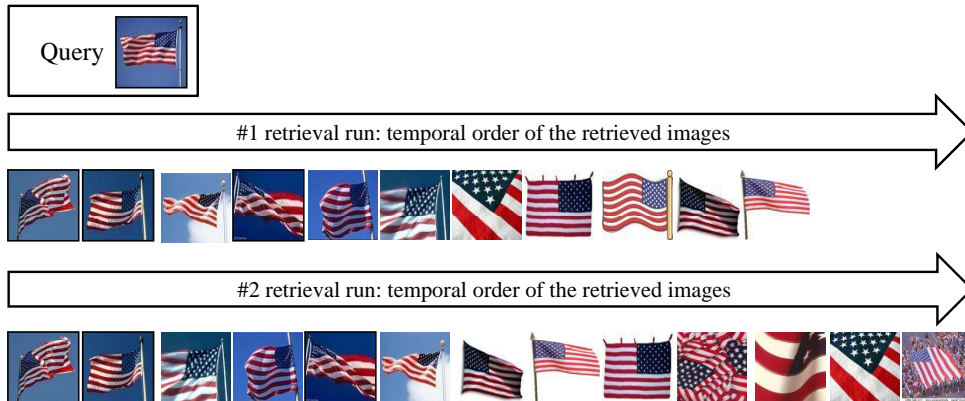 Query
#1 retrieval run: temporal order of the retrieved images
#2 retrieval run: temporal order of the retrieved images